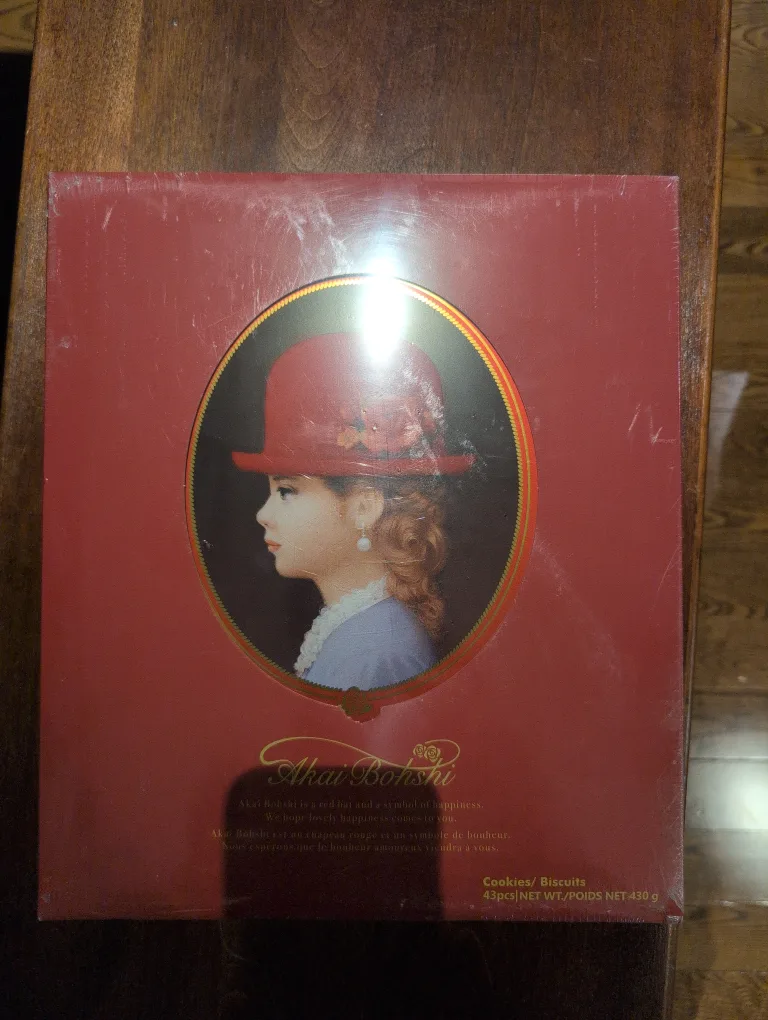 Akai Bohshi
Akai Bohshi is a red hat and a symbol of happiness.
We hope lovely happiness comes to you.
Akai Bohshi est un chapeau rouge et un symbole de bonheur.
Nous espérons que le bonheur amoureux viendra à vous.
Cookies/ Biscuits
43pcs|NET WT./POIDS NET 430 g